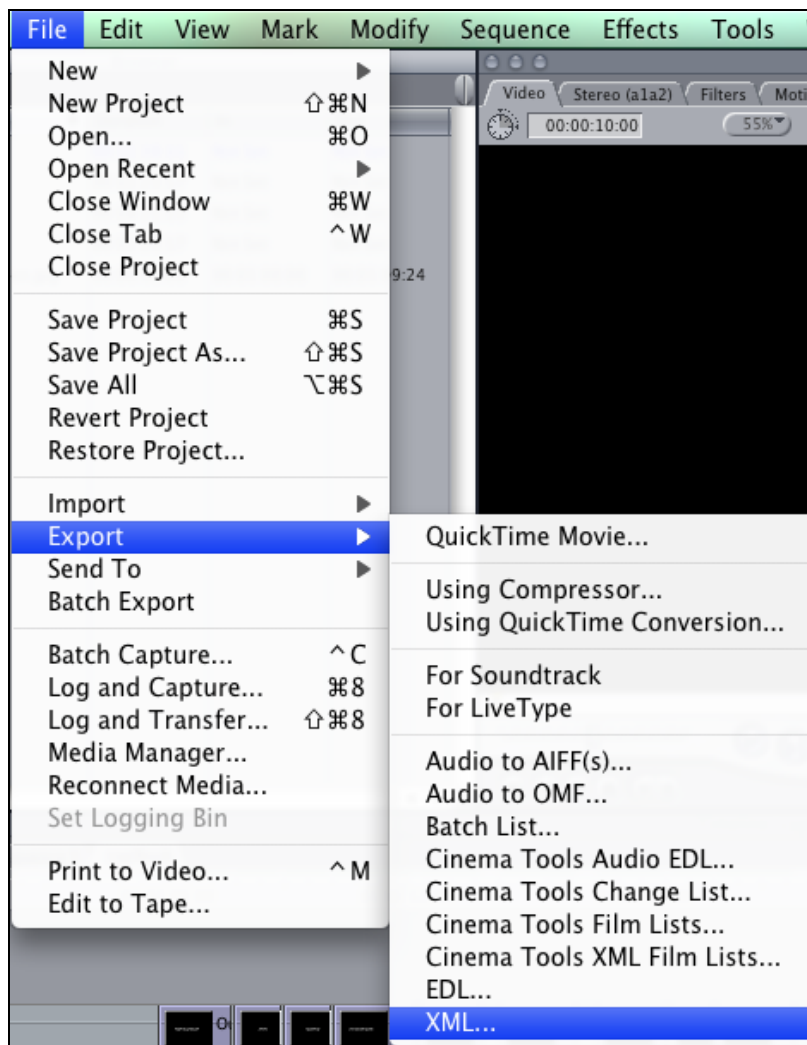 File Edit View Mark Modify Sequence Effects Tools
New
New Project ⇧⌘N
Open... ⌘O
Open Recent
Close Window ⌘W
Close Tab ^W
Close Project
Save Project ⌘S
Save Project As... ⇧⌘S
Save All ⌥⌘S
Revert Project
Restore Project...
Import
Export
Send To
Batch Export
Batch Capture... ^C
Log and Capture... ⌘8
Log and Transfer... ⇧⌘8
Media Manager...
Reconnect Media...
Set Logging Bin
Print to Video... ^M
Edit to Tape...
Video Stereo (a1a2) Filters Moti
00:00:10:00 55%
9:24
QuickTime Movie...
Using Compressor...
Using QuickTime Conversion...
For Soundtrack
For LiveType
Audio to AIFF(s)...
Audio to OMF...
Batch List...
Cinema Tools Audio EDL...
Cinema Tools Change List...
Cinema Tools Film Lists...
Cinema Tools XML Film Lists...
EDL...
XML...